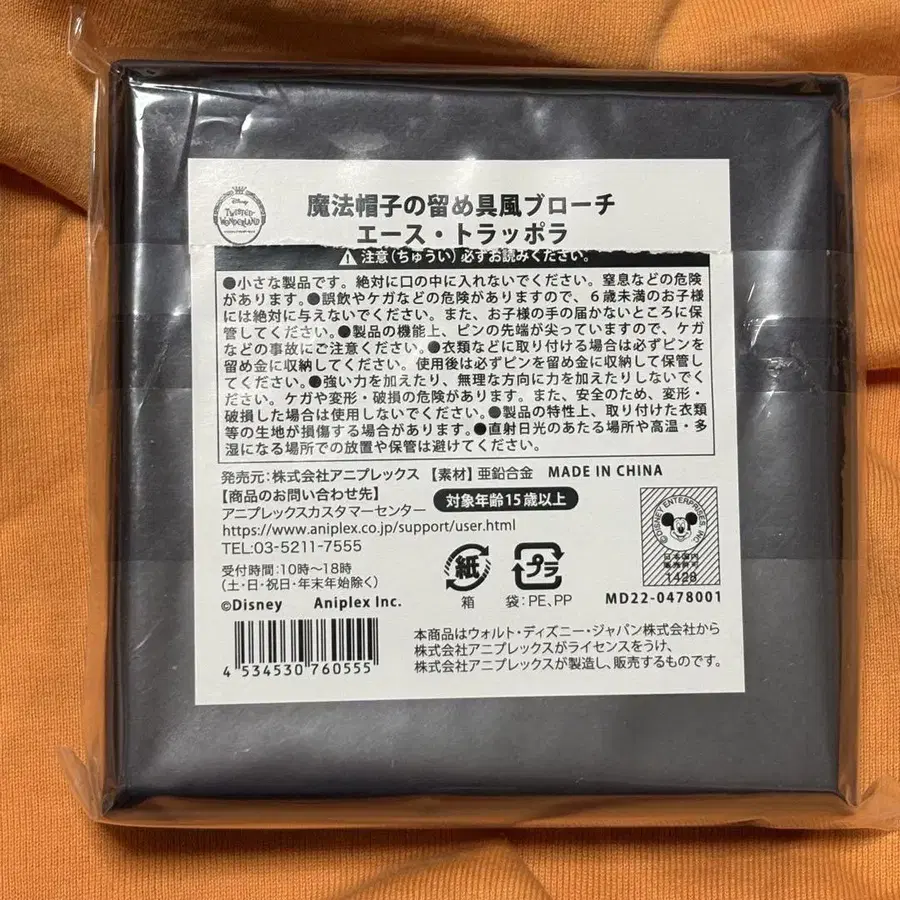 Disney
TWISTED
WONDERLAND
魔法帽子の留め具風ブローチ
エース・トラッポラ
注意(ちゅうい)必ずお読みください。
●小さな製品です。絶対に口の中に入れないでください。窒息などの危険
があります。●誤飲やケガなどの危険がありますので、6歳未満のお子様
には絶対に与えないでください。また、お子様の手の届かないところに保
管してください。●製品の機能上、ピンの先端が尖っていますので、ケガ
などの事故にご注意ください。●衣類などに取り付ける場合は必ずピンを
留め金に収納してください。使用後は必ずピンを留め金に収納して保管し
てください。●強い力を加えたり、無理な方向に力を加えたりしないでく
ださい。ケガや変形・破損の危険があります。また、安全のため、変形・
破損した場合は使用しないでください。●製品の特性上、取り付けた衣類
等の生地が損傷する場合があります。●直射日光のあたる場所や高温・多
湿になる場所での放置や保管は避けてください。
発売元:株式会社アニプレックス 【素材】亜鉛合金 MADE IN CHINA
【商品のお問い合わせ先】
対象年齢15歳以上
アニプレックスカスタマーセンター
https://www.aniplex.co.jp/support/user.html
TEL:03-5211-7555
受付時間:10時〜18時
(土・日・祝日・年末年始除く)
©Disney Aniplex Inc.
紙
箱
プラ
袋:PE、PP
©DISNEY ENTERPRISES, INC.
日本国内
販売許可
1428
MD22-0478001
4 534530 760555
本商品はウォルト・ディズニー・ジャパン株式会社から
株式会社アニプレックスがライセンスをうけ、
株式会社アニプレックスが製造し、販売するものです。